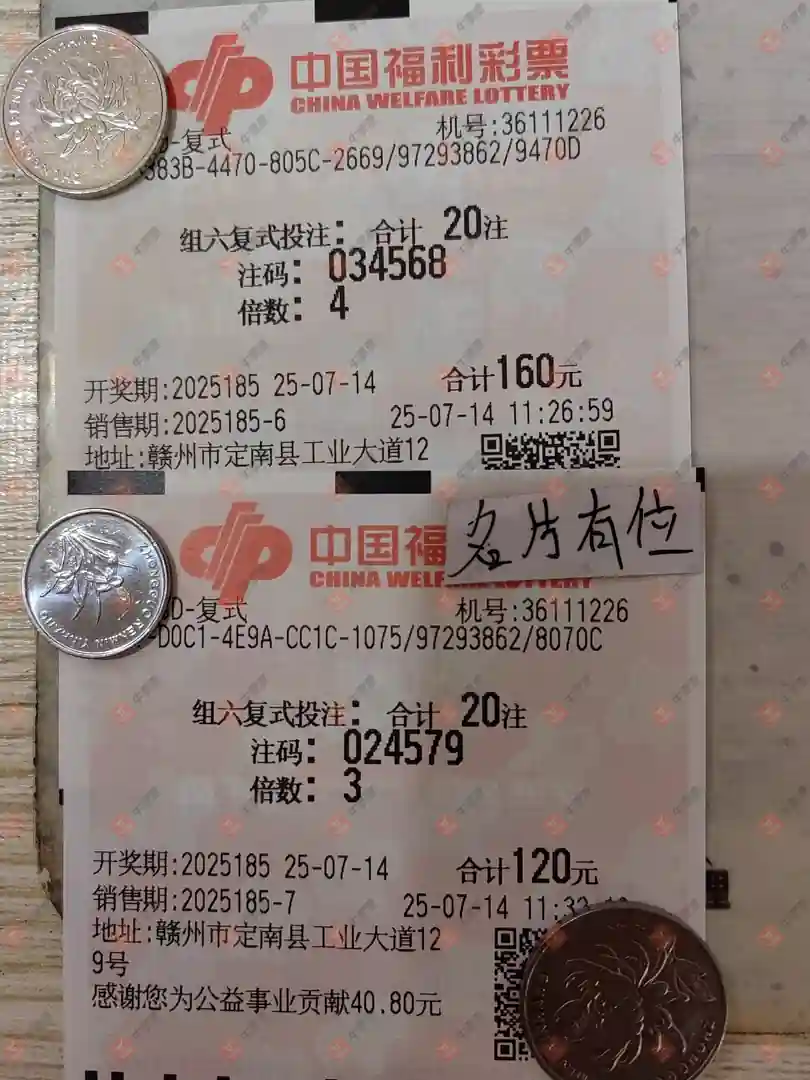 中国福利彩票
CHINA WELFARE LOTTERY
D-复式 机号:36111226
383B-4470-805C-2669/97293862/9470D
组六复式投注: 合计 20注
注码: 034568
倍数: 4
开奖期:2025185 25-07-14 合计160元
销售期:2025185-6 25-07-14 11:26:59
地址:赣州市定南县工业大道12
名片有位
中国福
CHINA WELFARE LOTTERY
D-复式 机号:36111226
-D0C1-4E9A-CC1C-1075/97293862/8070C
组六复式投注: 合计 20注
注码: 024579
倍数: 3
开奖期:2025185 25-07-14 合计120元
销售期:2025185-7 25-07-14 11:32
地址:赣州市定南县工业大道12
9号
感谢您为公益事业贡献40.80元